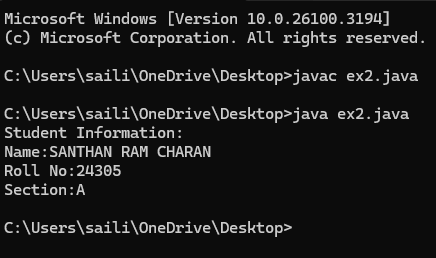 Microsoft Windows [Version 10.0.26100.3194]
(c) Microsoft Corporation. All rights reserved.
C:\Users\saili\OneDrive\Desktop>javac ex2.java
C:\Users\saili\OneDrive\Desktop>java ex2.java
Student Information:
Name:SANTHAN RAM CHARAN
Roll No:24305
Section:A
C:\Users\saili\OneDrive\Desktop>